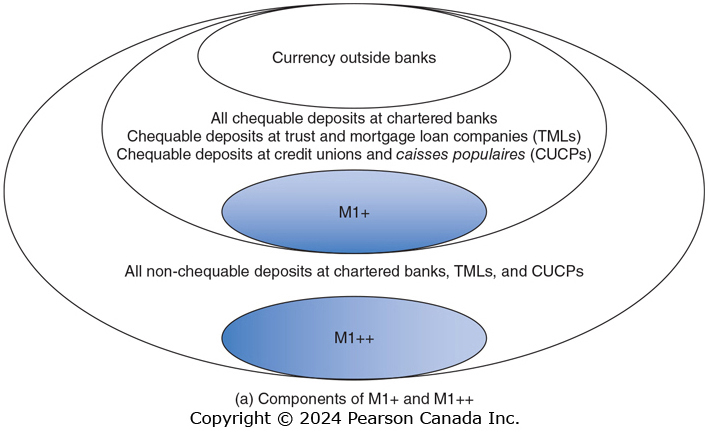 Currency outside banks
All chequable deposits at chartered banks
Chequable deposits at trust and mortgage loan companies (TMLs)
Chequable deposits at credit unions and caisses populaires (CUCPs)
M1+
All non-chequable deposits at chartered banks, TMLs, and CUCPs
M1++
(a) Components of M1+ and M1++
Copyright © 2024 Pearson Canada Inc.